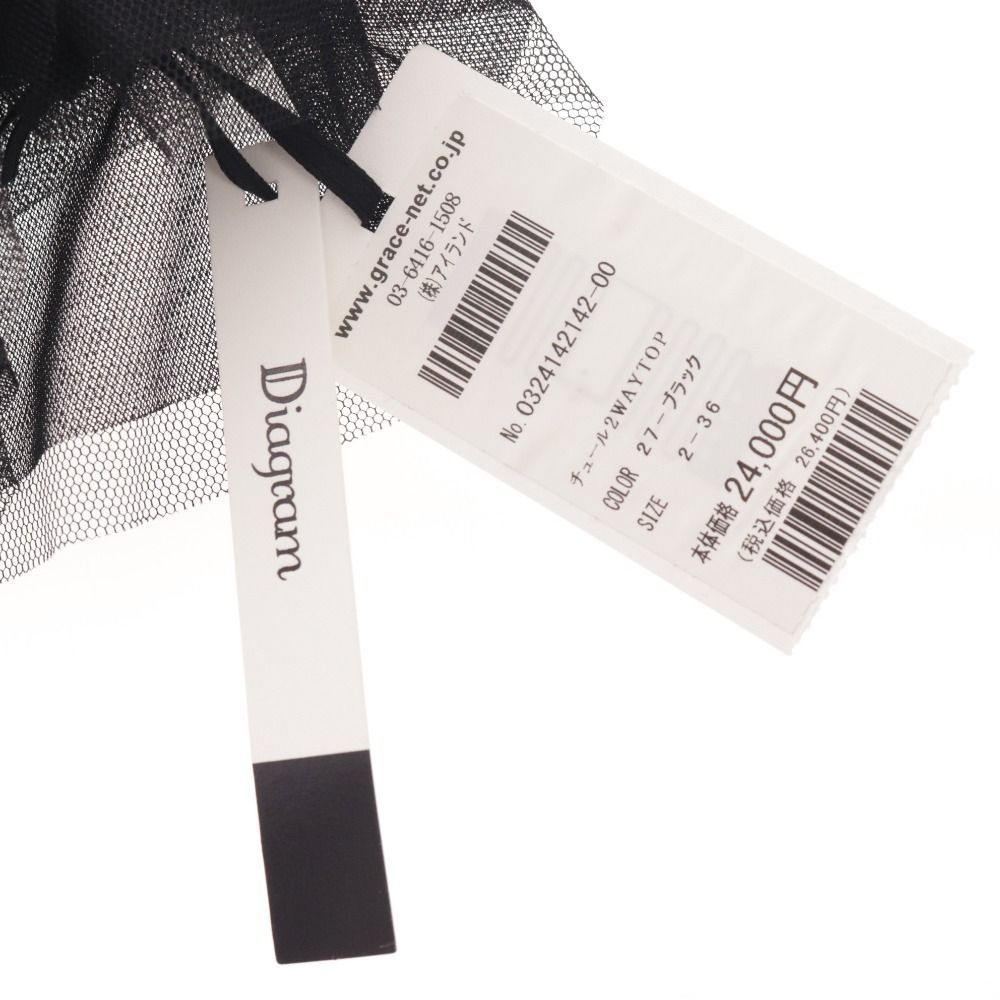 Diagram
www.grace-net.co.jp
03-6416-1508
(株)アイランド
No. 0324142142-00
チュール2WAYTOP
COLOR 27-ブラック
SIZE 2-36
本体価格 24,000円
(税込価格 26,400円)